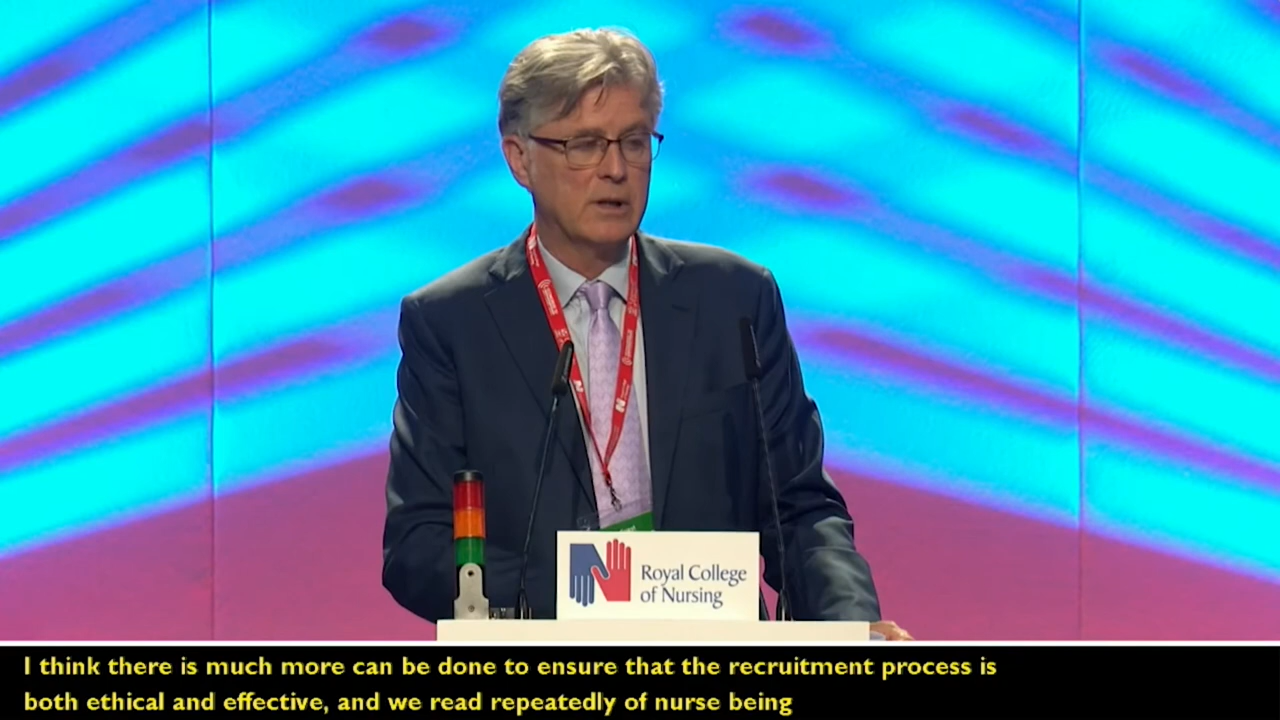 Royal College
of Nursing
I think there is much more can be done to ensure that the recruitment process is
both ethical and effective, and we read repeatedly of nurse being